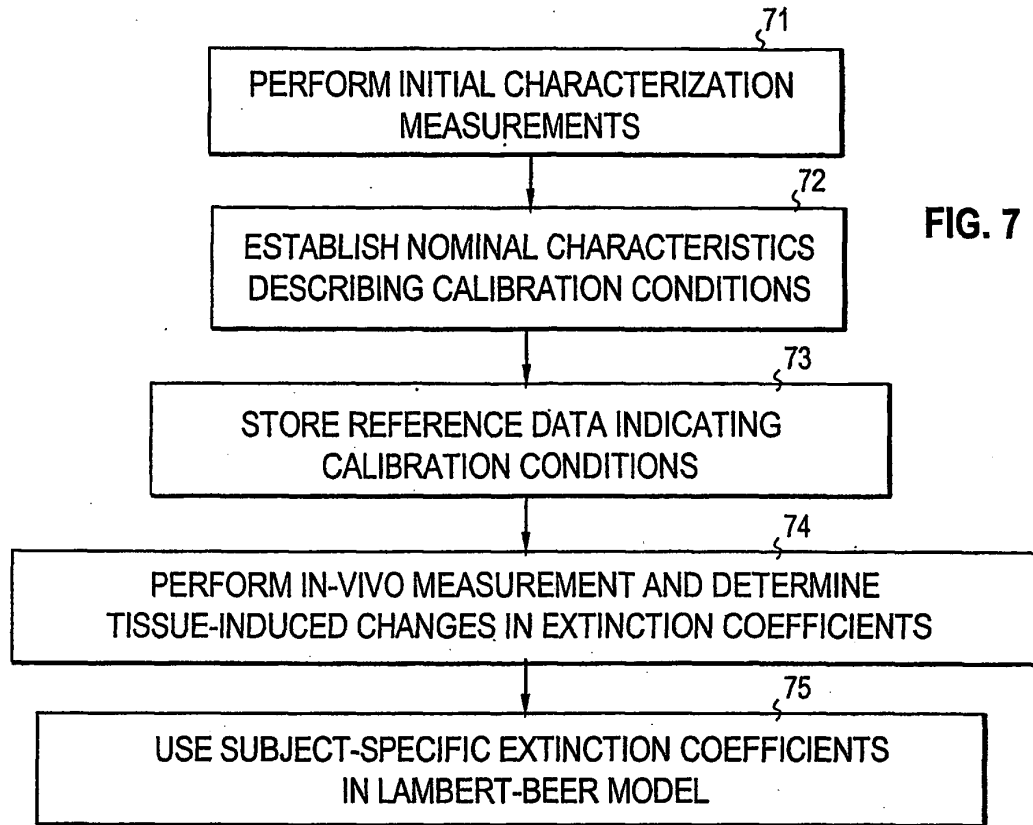 71
PERFORM INITIAL CHARACTERIZATION
MEASUREMENTS
72
FIG. 7
ESTABLISH NOMINAL CHARACTERISTICS
DESCRIBING CALIBRATION CONDITIONS
73
STORE REFERENCE DATA INDICATING
CALIBRATION CONDITIONS
74
PERFORM IN-VIVO MEASUREMENT AND DETERMINE
TISSUE-INDUCED CHANGES IN EXTINCTION COEFFICIENTS
75
USE SUBJECT-SPECIFIC EXTINCTION COEFFICIENTS
IN LAMBERT-BEER MODEL